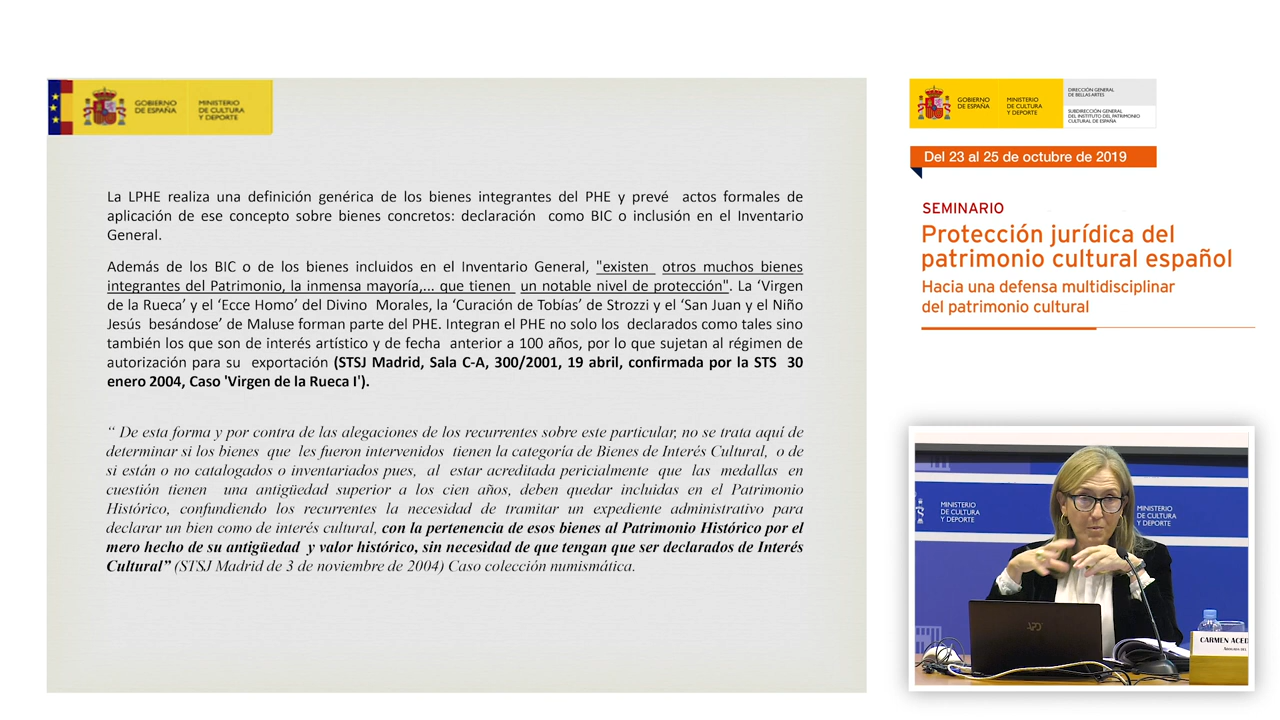 GOBIERNO
DE ESPAÑA
MINISTERIO
DE CULTURA
Y DEPORTE
La LPHE realiza una definición genérica de los bienes integrantes del PHE y prevé actos formales de
aplicación de ese concepto sobre bienes concretos: declaración como BIC o inclusión en el Inventario
General.
Además de los BIC o de los bienes incluidos en el Inventario General, "existen otros muchos bienes
integrantes del Patrimonio, la inmensa mayoría,... que tienen un notable nivel de protección". La ‘Virgen
de la Rueca’ y el ‘Ecce Homo’ del Divino Morales, la ‘Curación de Tobías’ de Strozzi y el ‘San Juan y el Niño
Jesús besándose’ de Maluse forman parte del PHE. Integran el PHE no solo los declarados como tales sino
también los que son de interés artístico y de fecha anterior a 100 años, por lo que sujetan al régimen de
autorización para su exportación (STSJ Madrid, Sala C-A, 300/2001, 19 abril, confirmada por la STS 30
enero 2004, Caso 'Virgen de la Rueca I').
“ De esta forma y por contra de las alegaciones de los recurrentes sobre este particular, no se trata aquí de
determinar si los bienes que les fueron intervenidos tienen la categoría de Bienes de Interés Cultural, o de
si están o no catalogados o inventariados pues, al estar acreditada pericialmente que las medallas en
cuestión tienen una antigüedad superior a los cien años, deben quedar incluidas en el Patrimonio
Histórico, confundiendo los recurrentes la necesidad de tramitar un expediente administrativo para
declarar un bien como de interés cultural, con la pertenencia de esos bienes al Patrimonio Histórico por el
mero hecho de su antigüedad y valor histórico, sin necesidad de que tengan que ser declarados de Interés
Cultural” (STSJ Madrid de 3 de noviembre de 2004) Caso colección numismática.
GOBIERNO
DE ESPAÑA
MINISTERIO
DE CULTURA
Y DEPORTE
DIRECCIÓN GENERAL
DE BELLAS ARTES
SUBDIRECCIÓN GENERAL
DEL INSTITUTO DEL PATRIMONIO
CULTURAL DE ESPAÑA
Del 23 al 25 de octubre de 2019
SEMINARIO
Protección jurídica del
patrimonio cultural español
Hacia una defensa multidisciplinar
del patrimonio cultural
MINISTERIO
DE CULTURA
Y DEPORTE
MINISTERIO
DE CULTURA
Y DEPORTE
CARMEN ACED